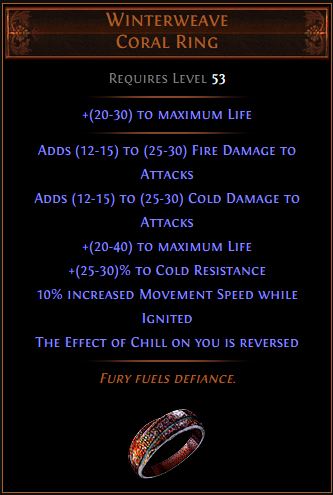 Winterweave
Coral Ring
Requires Level 53
+(20-30) to maximum Life
Adds (12-15) to (25-30) Fire Damage to
Attacks
Adds (12-15) to (25-30) Cold Damage to
Attacks
+(20-40) to maximum Life
+(25-30)% to Cold Resistance
10% increased Movement Speed while
Ignited
The Effect of Chill on you is reversed
Fury fuels defiance.